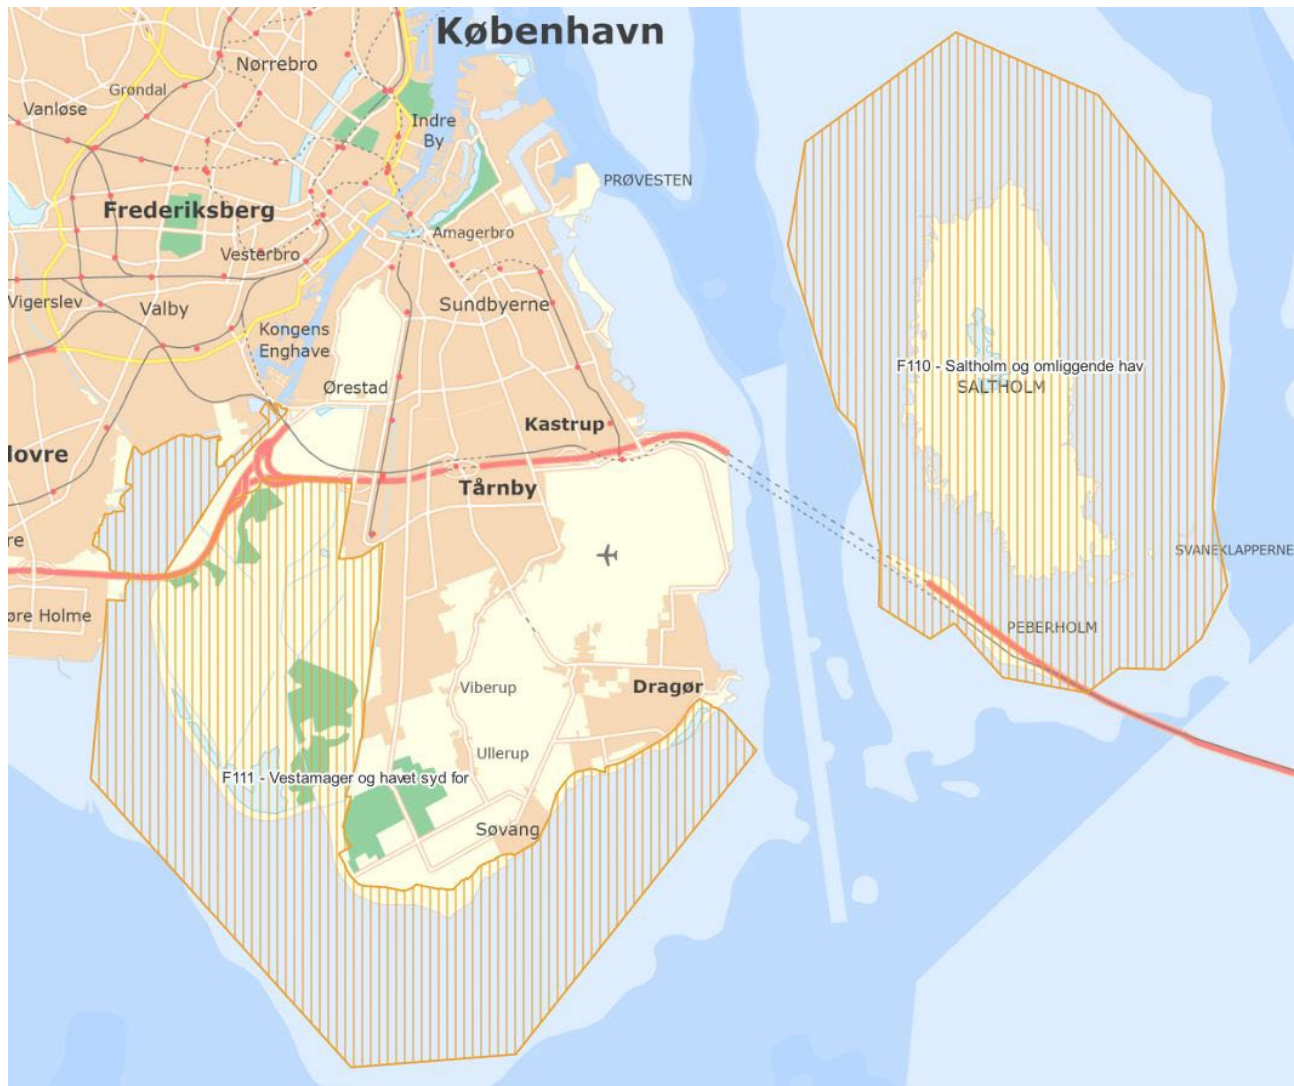 København
Nørrebro
Grøndal
Vanløse
Indre
By
PRØVESTEN
Frederiksberg
Amagerbro
Vesterbro
Vigerslev
Valby
Sundbyerne
Kongens
Enghave
F110 - Saltholm og omliggende hav
SALTHOLM
Ørestad
Kastrup
lovre
Tårnby
re
SVANEKLAPPERNE
øre Holme
PEBERHOLM
Viberup
Dragør
Ullerup
F111 - Vestamager og havet syd for
Søvang